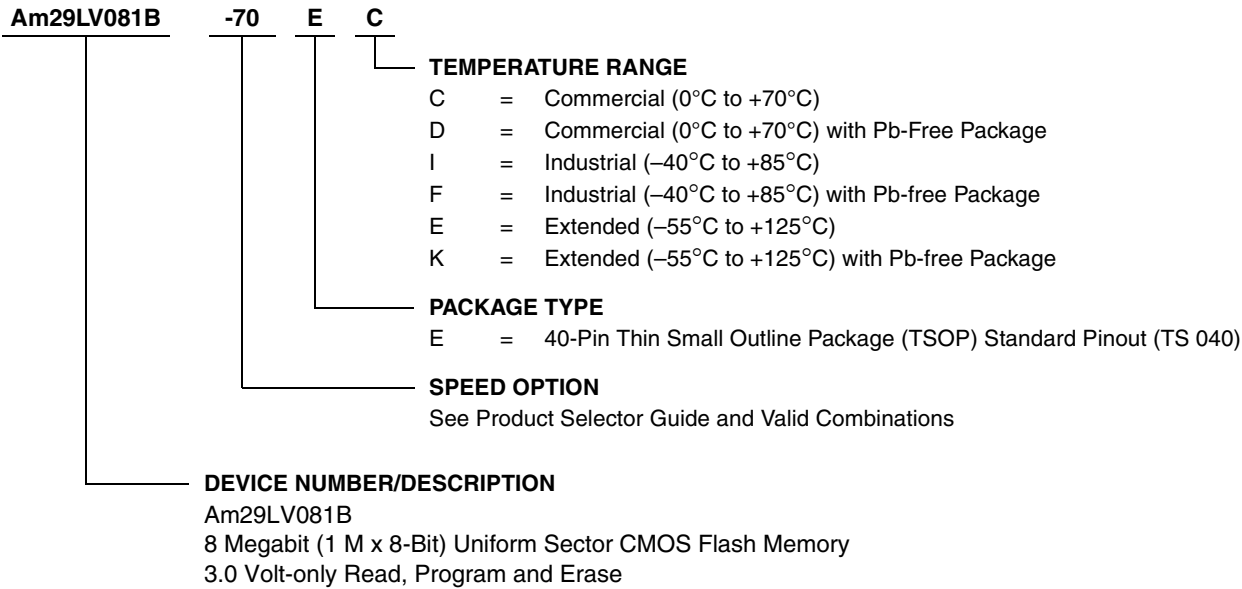 Am29LV081B -70 E C
TEMPERATURE RANGE
C = Commercial (0°C to +70°C)
D = Commercial (0°C to +70°C) with Pb-Free Package
I = Industrial (–40°C to +85°C)
F = Industrial (–40°C to +85°C) with Pb-free Package
E = Extended (–55°C to +125°C)
K = Extended (–55°C to +125°C) with Pb-free Package
PACKAGE TYPE
E = 40-Pin Thin Small Outline Package (TSOP) Standard Pinout (TS 040)
SPEED OPTION
See Product Selector Guide and Valid Combinations
DEVICE NUMBER/DESCRIPTION
Am29LV081B
8 Megabit (1 M x 8-Bit) Uniform Sector CMOS Flash Memory
3.0 Volt-only Read, Program and Erase